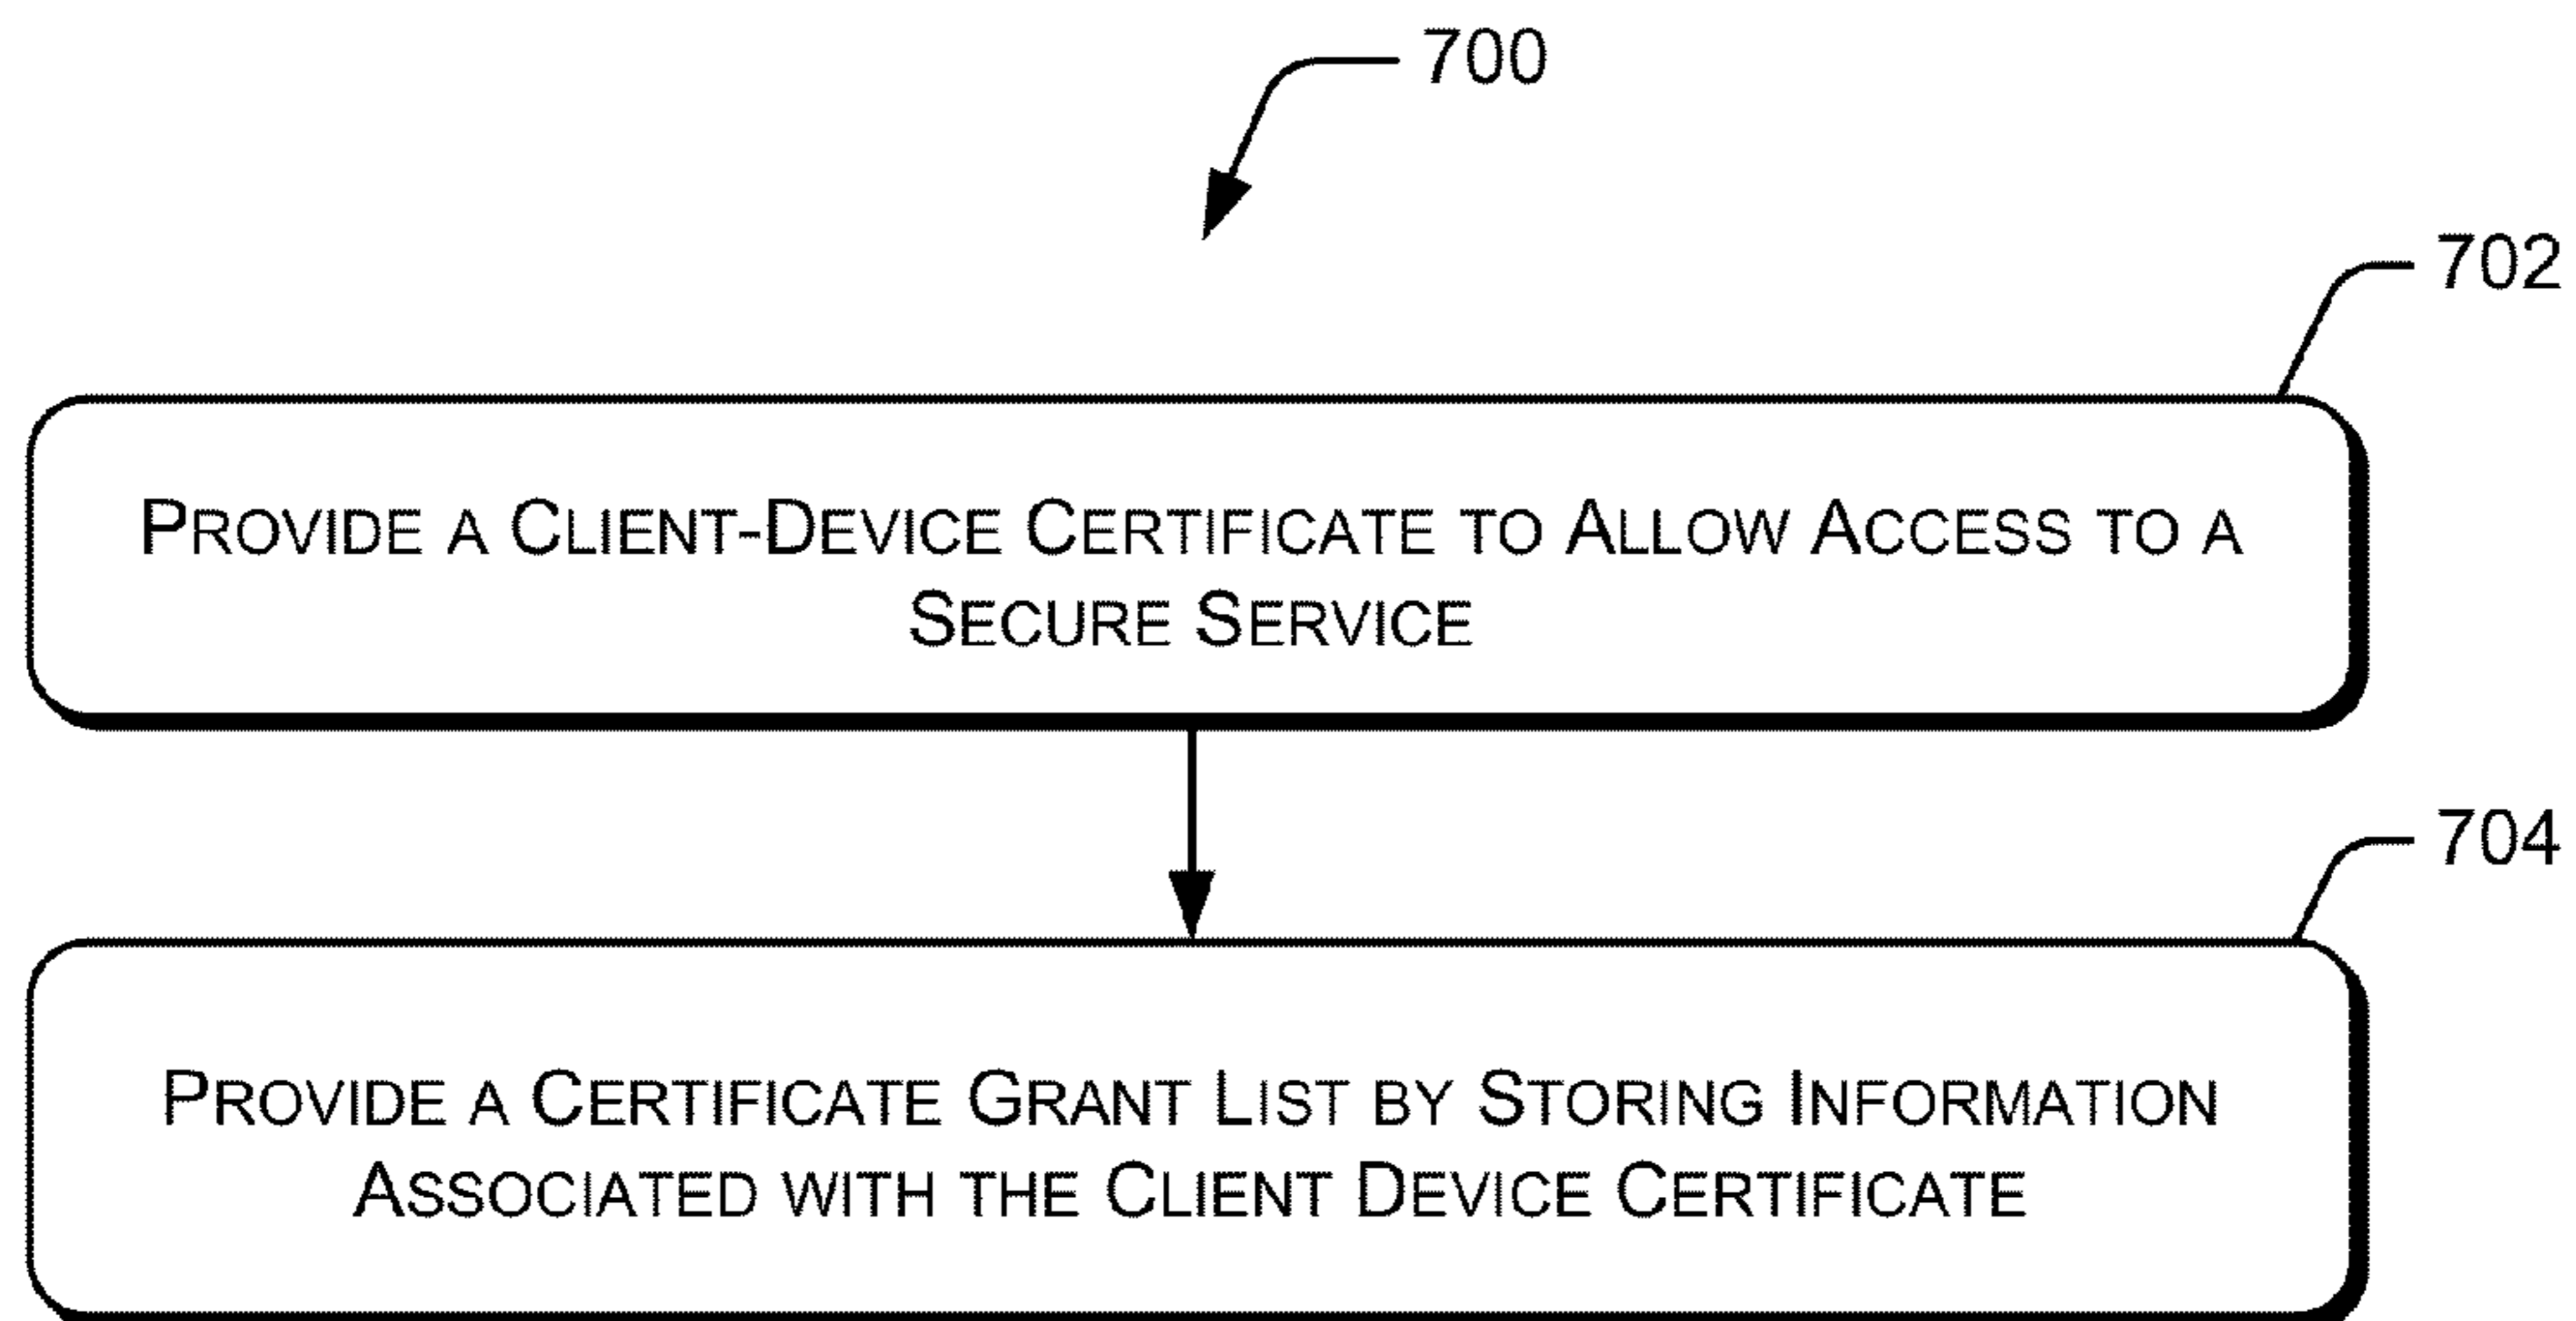 700
702
PROVIDE A CLIENT-DEVICE CERTIFICATE TO ALLOW ACCESS TO A
SECURE SERVICE
704
PROVIDE A CERTIFICATE GRANT LIST BY STORING INFORMATION
ASSOCIATED WITH THE CLIENT DEVICE CERTIFICATE